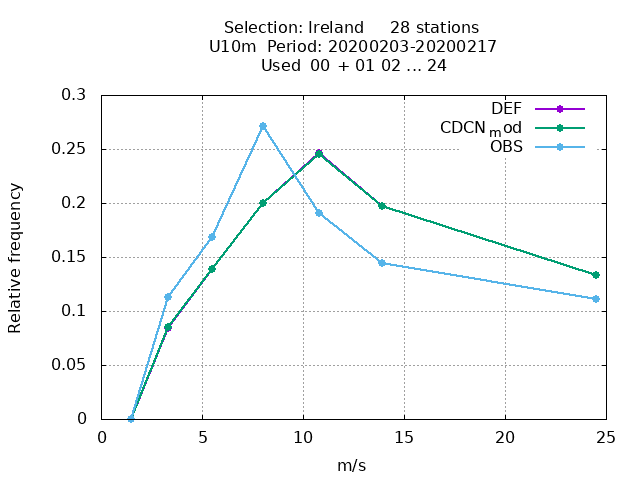 Selection: Ireland 28 stations
U10m Period: 20200203-20200217
Used 00 + 01 02 ... 24
DEF
CDCNmod
OBS
Relative frequency
0.3
0.25
0.2
0.15
0.1
0.05
0
0 5 10 15 20 25
m/s